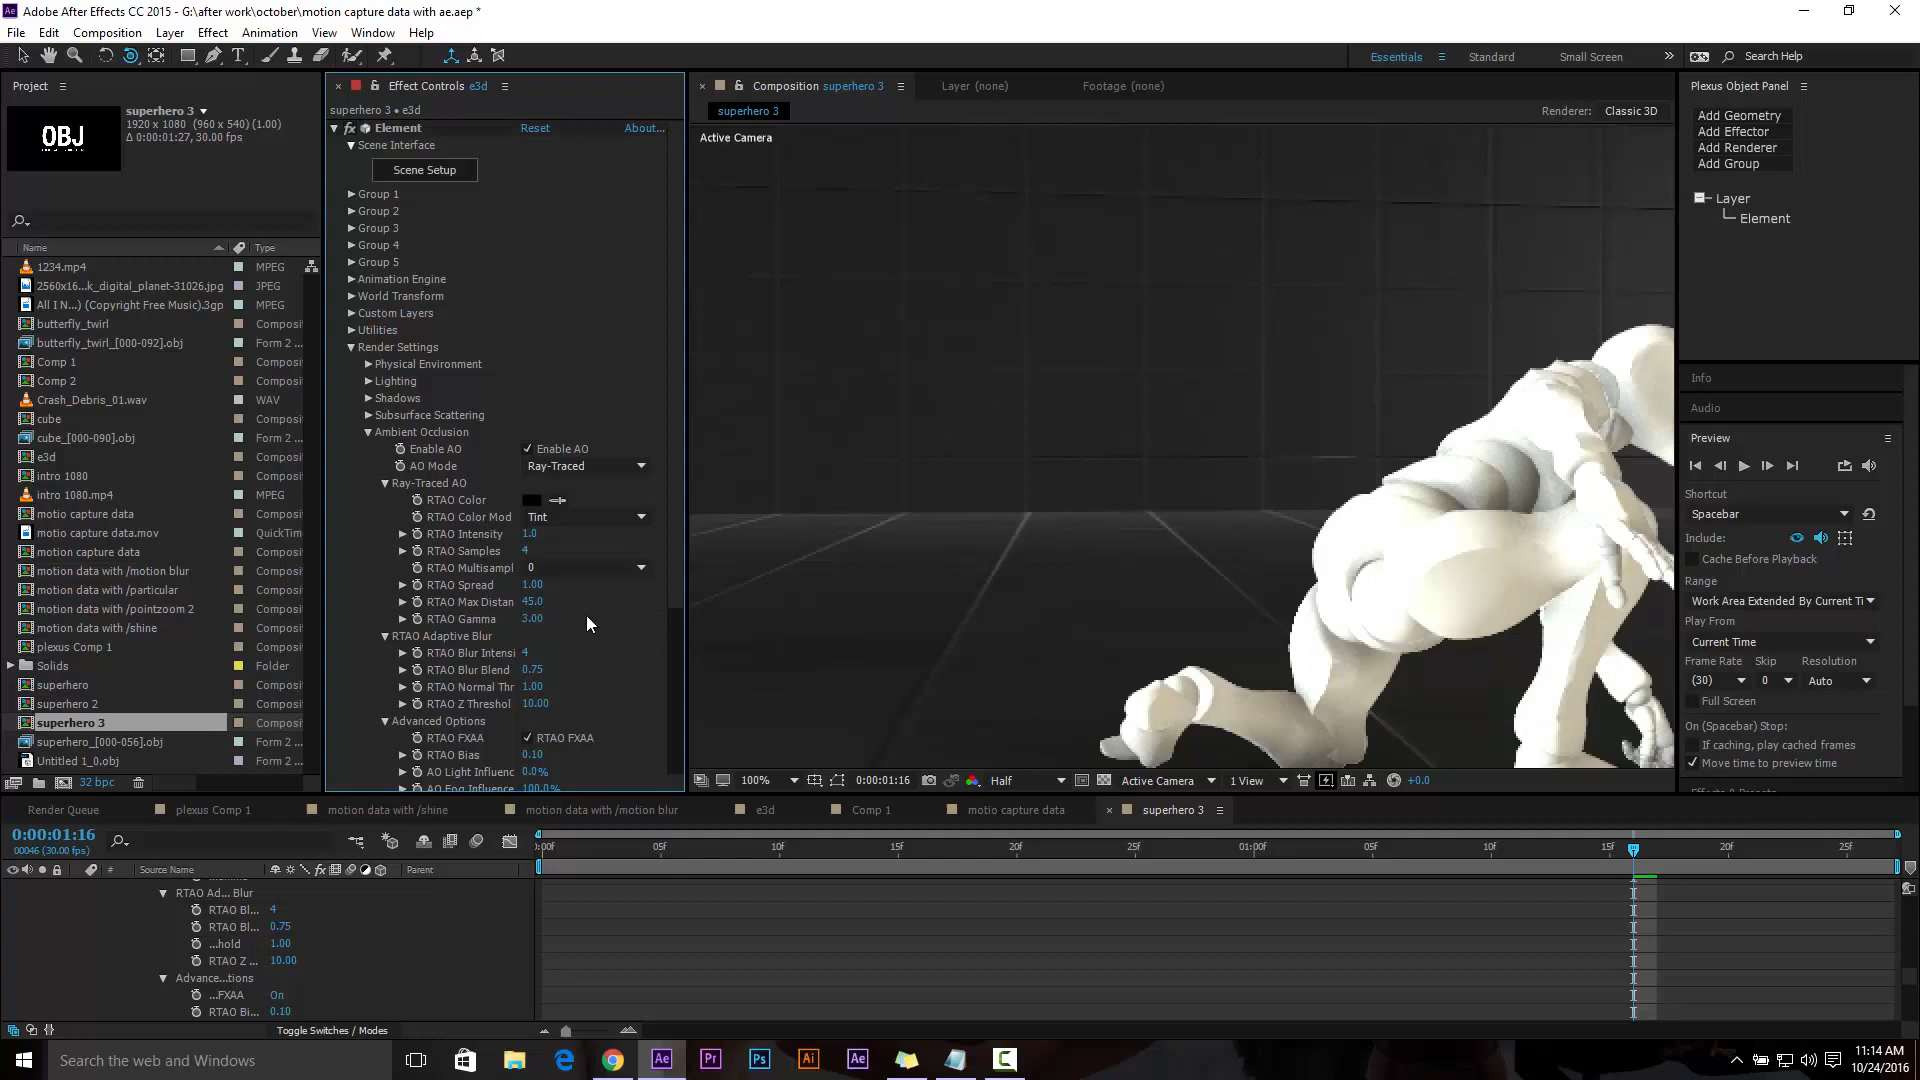 Adobe After Effects CC 2015 - G:\after work\october\motion capture data with ae.aep *
File Edit Composition Layer Effect Animation View Window Help
Essentials Standard Small Screen Search Help
Project
superhero 3
1920 x 1080 (960 x 540) (1.00)
Δ 0:00:01:27, 30.00 fps
OBJ
Name Type
1234.mp4 MPEG
2560x16...k_digital_planet-31026.jpg JPEG
All I N...) (Copyright Free Music).3gp MPEG
butterfly_twirl Composi
butterfly_twirl_[000-092].obj Form 2 ...
Comp 1 Composi
Comp 2 Composi
Crash_Debris_01.wav WAV
cube Composi
cube_[000-090].obj Form 2 ...
e3d Composi
intro 1080 Composi
intro 1080.mp4 MPEG
motio capture data Composi
motio capture data.mov QuickTim
motion capture data Composi
motion data with /motion blur Composi
motion data with /particular Composi
motion data with /pointzoom 2 Composi
motion data with /shine Composi
plexus Comp 1 Composi
Solids Folder
superhero Composi
superhero 2 Composi
superhero 3 Composi
superhero_[000-056].obj Form 2 ...
Untitled 1_0.obj Form 2 ...
32 bpc
Effect Controls e3d
superhero 3 • e3d
fx Element Reset About...
Scene Interface
Scene Setup
Group 1
Group 2
Group 3
Group 4
Group 5
Animation Engine
World Transform
Custom Layers
Utilities
Render Settings
Physical Environment
Lighting
Shadows
Subsurface Scattering
Ambient Occlusion
Enable AO Enable AO
AO Mode Ray-Traced
Ray-Traced AO
RTAO Color
RTAO Color Mod Tint
RTAO Intensity 1.0
RTAO Samples 4
RTAO Multisampl 0
RTAO Spread 1.00
RTAO Max Distan 45.0
RTAO Gamma 3.00
RTAO Adaptive Blur
RTAO Blur Intensi 4
RTAO Blur Blend 0.75
RTAO Normal Thr 1.00
RTAO Z Threshol 10.00
Advanced Options
RTAO FXAA RTAO FXAA
RTAO Bias 0.10
AO Light Influenc 0.0%
AO Fog Influence 100.0%
Composition superhero 3 Layer (none) Footage (none)
superhero 3 Renderer: Classic 3D
Active Camera
100% 0:00:01:16 Half Active Camera 1 View +0.0
Plexus Object Panel
Add Geometry
Add Effector
Add Renderer
Add Group
Layer
Element
Info
Audio
Preview
Shortcut
Spacebar
Include:
Cache Before Playback
Range
Work Area Extended By Current Ti
Play From
Current Time
Frame Rate Skip Resolution
(30) 0 Auto
Full Screen
On (Spacebar) Stop:
If caching, play cached frames
Move time to preview time
Render Queue plexus Comp 1 motion data with /shine motion data with /motion blur e3d Comp 1 motio capture data superhero 3
0:00:01:16
00046 (30.00 fps)
:00f 05f 10f 15f 20f 25f 01:00f 05f 10f 15f 20f 25f
# Source Name fx Parent
RTAO Ad... Blur
RTAO Bl... 4
RTAO Bl... 0.75
...hold 1.00
RTAO Z ... 10.00
Advance...tions
...FXAA On
RTAO Bi... 0.10
Toggle Switches / Modes
Search the web and Windows
Ae Pr Ps Ai Ae
11:14 AM
10/24/2016